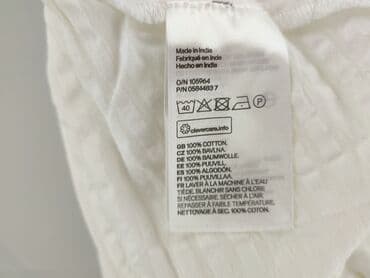 Made in India
Fabriqué en Inde
Hecho en India
O/N 105964
P/N 0584483 7
40 P
clevercare.info
GB 100% COTTON.
CZ 100% BAVLNA.
DE 100% BAUMWOLLE.
EE 100% PUUVILL.
ES 100% ALGODÓN.
FI 100% PUUVILLAA.
FR LAVER À LA MACHINE À L'EAU
TIÈDE. BLANCHIR SANS CHLORE
SI NÉCESSAIRE. SÉCHER À L'AIR.
REPASSER À FAIBLE TEMPÉRATURE.
NETTOYAGE À SEC. 100% COTON.